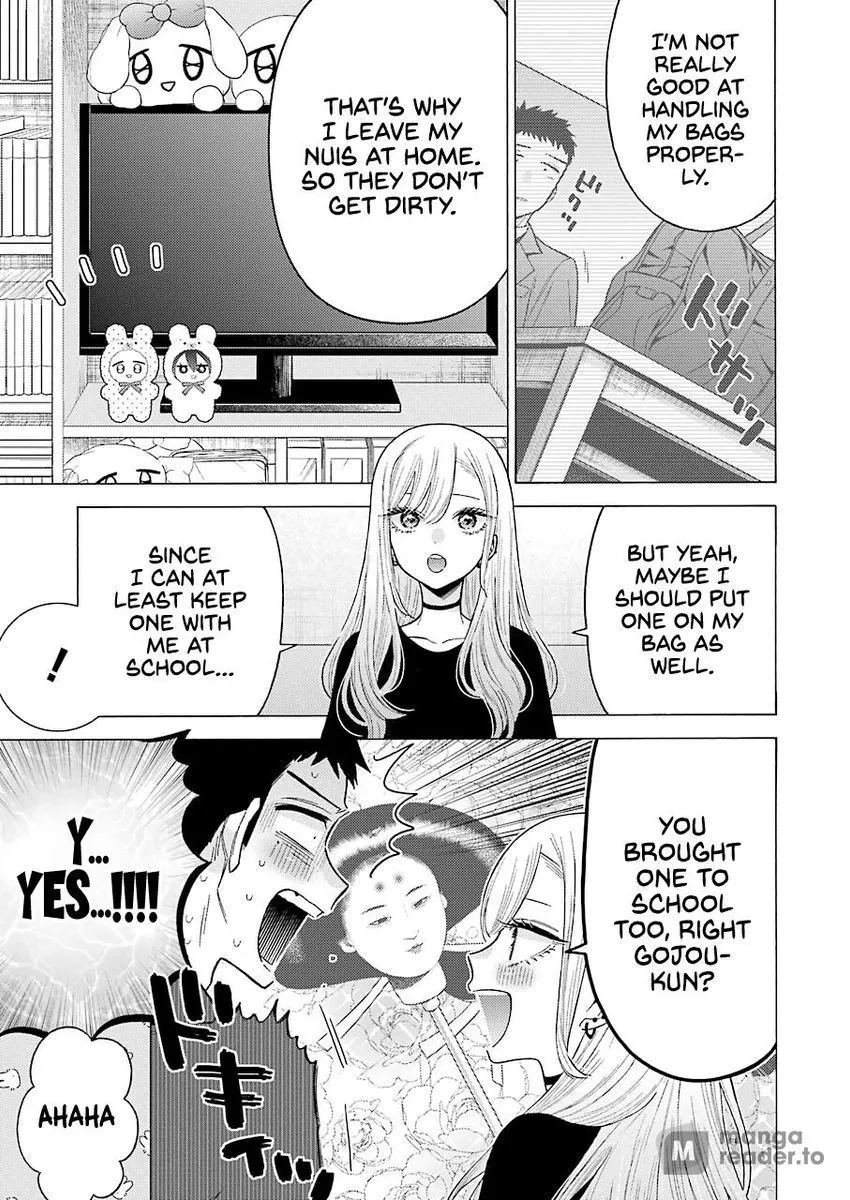 I'M NOT
REALLY
GOOD AT
HANDLING
MY BAGS
PROPER-
LY.
ドサッ
ドサッ
THAT'S WHY
I LEAVE MY
NUIS AT HOME.
SO THEY DON'T
GET DIRTY.
BUT YEAH,
MAYBE I
SHOULD PUT
ONE ON MY
BAG AS
WELL.
SINCE
I CAN AT
LEAST KEEP
ONE WITH
ME AT
SCHOOL...
!
YOU
BROUGHT
ONE TO
SCHOOL
TOO, RIGHT
GOJOU-
KUN?
Y...
YES...!!!!
ドキィ
AHAHA
M manga
reader.to